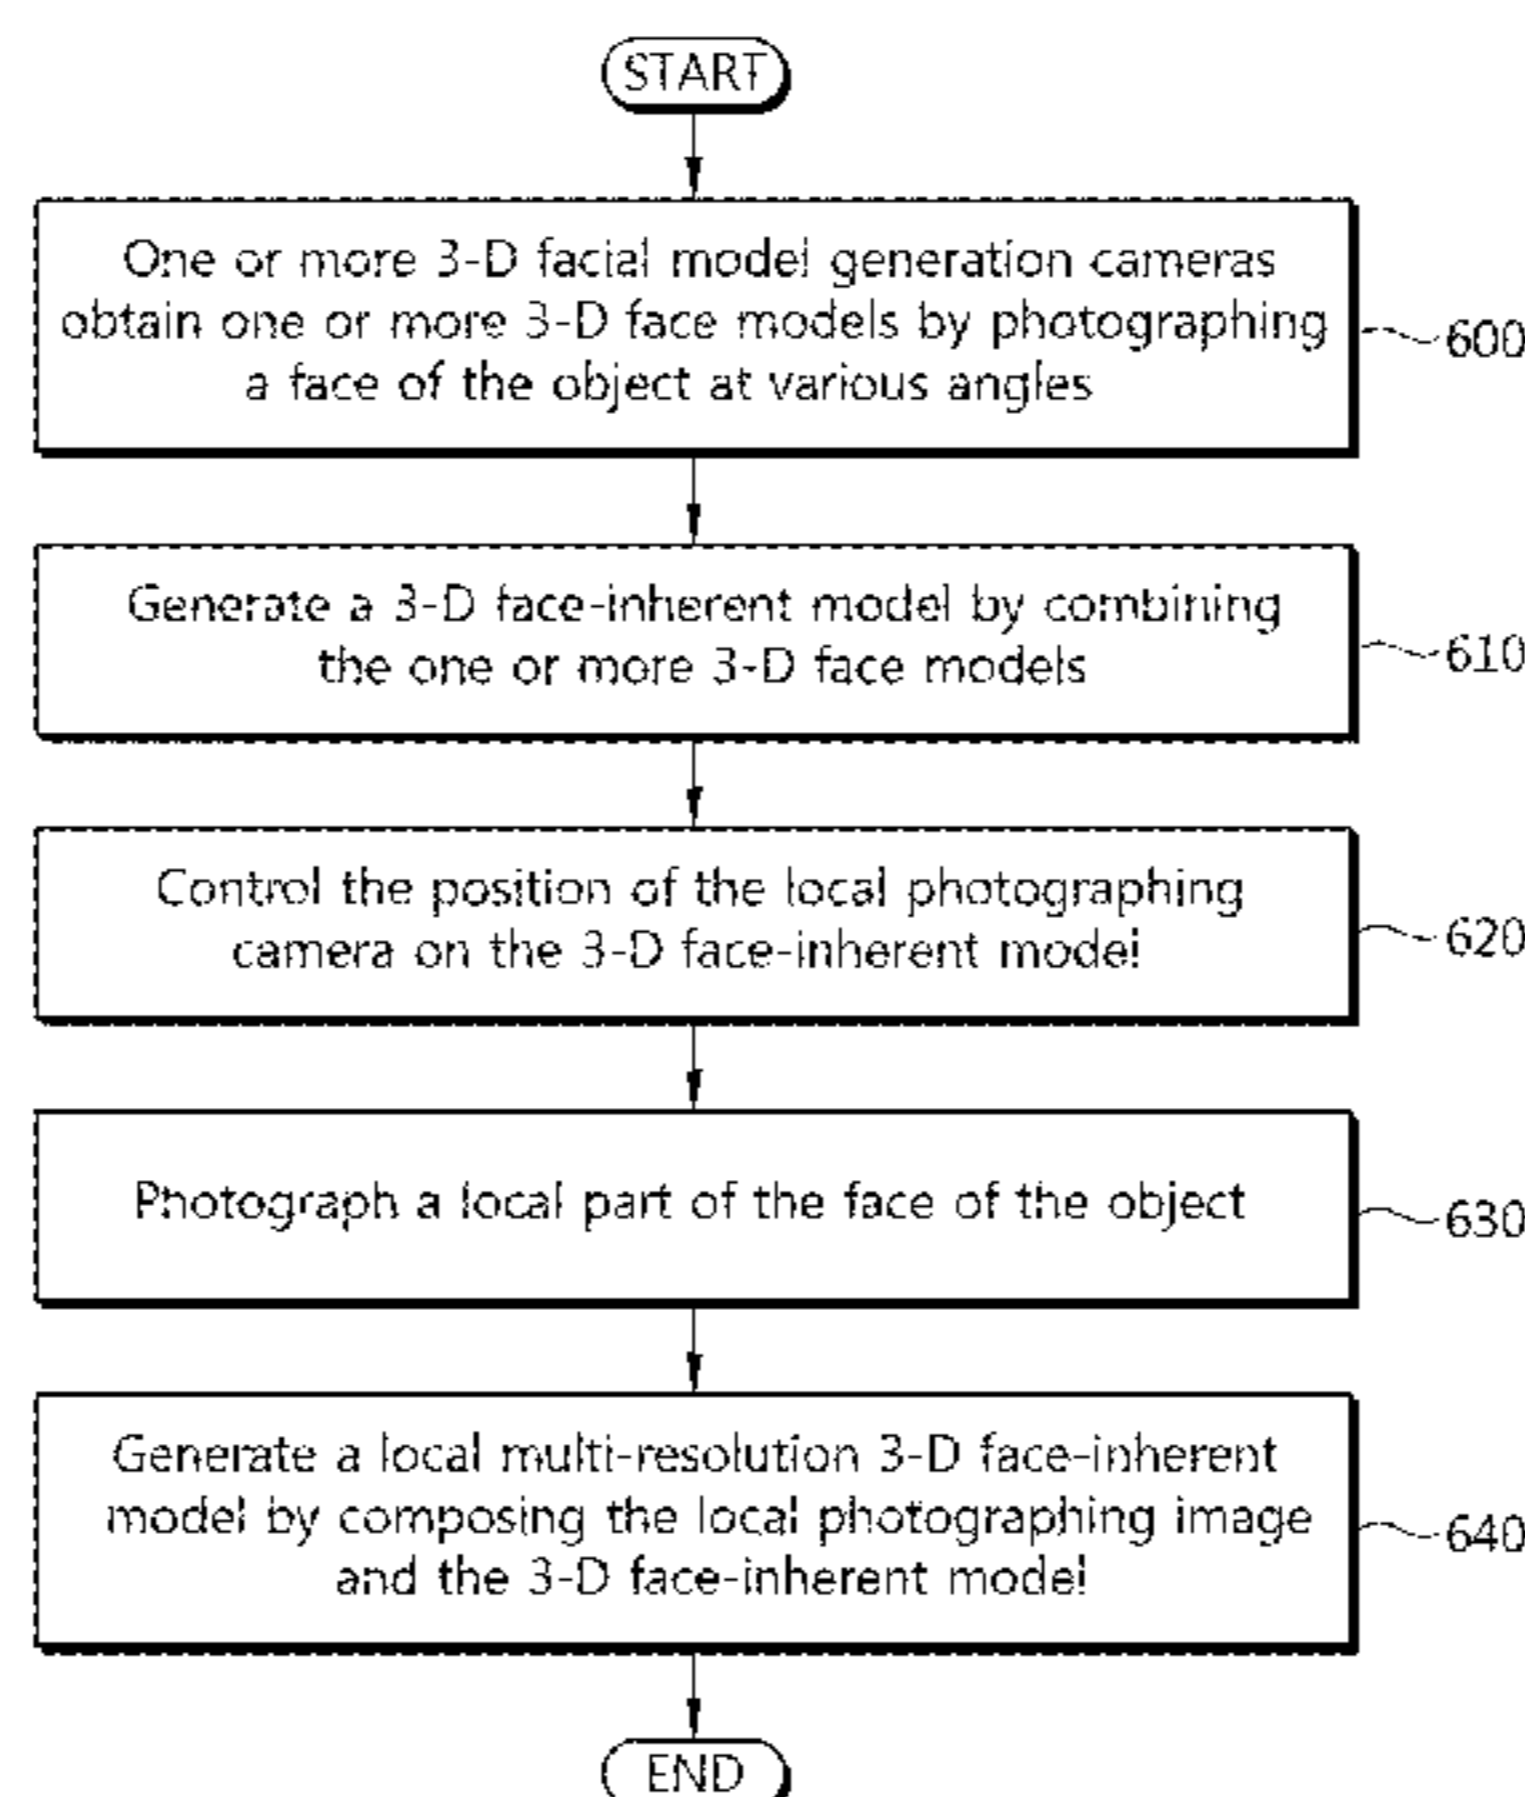 START
One or more 3-D facial model generation cameras
obtain one or more 3-D face models by photographing
a face of the object at various angles
600
Generate a 3-D face-inherent model by combining
the one or more 3-D face models
610
Control the position of the local photographing
camera on the 3-D face-inherent model
620
Photograph a local part of the face of the object
630
Generate a local multi-resolution 3-D face-inherent
model by composing the local photographing image
and the 3-D face-inherent model
640
END